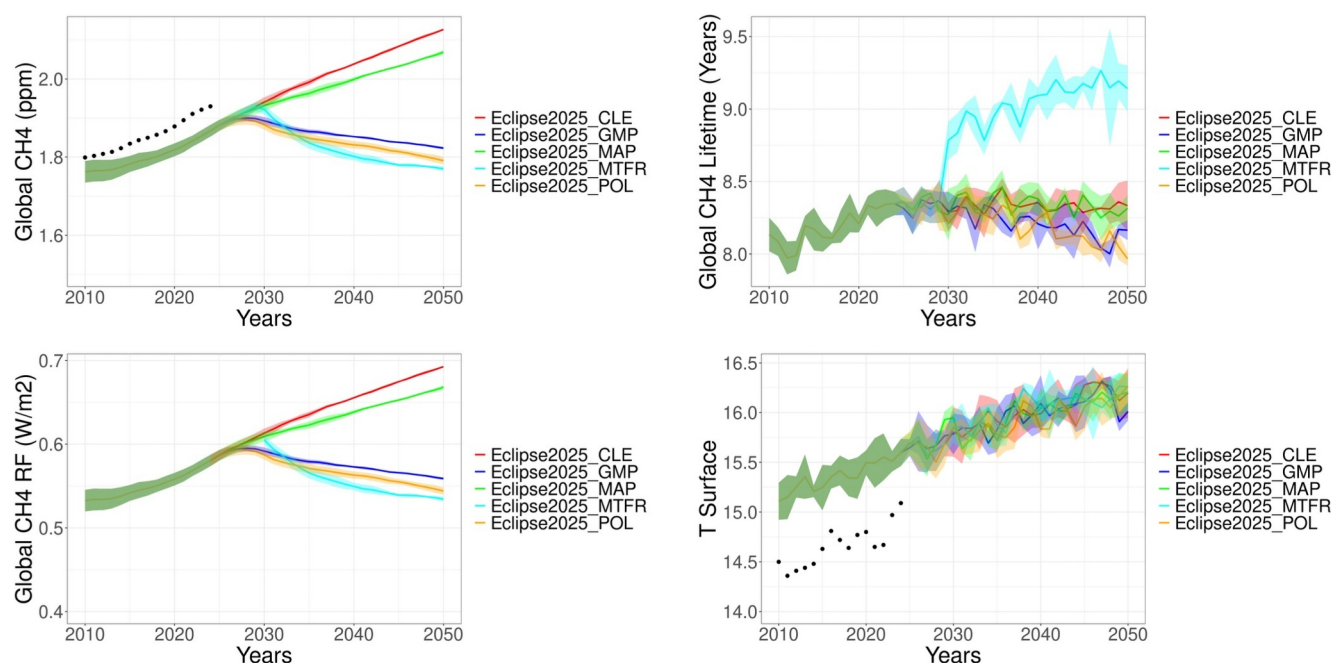 Global CH4 (ppm)
2.0
1.8
1.6
2010 2020 2030 2040 2050
Years
Eclipse2025_CLE
Eclipse2025_GMP
Eclipse2025_MAP
Eclipse2025_MTFR
Eclipse2025_POL
Global CH4 Lifetime (Years)
9.5
9.0
8.5
8.0
2010 2020 2030 2040 2050
Years
Eclipse2025_CLE
Eclipse2025_GMP
Eclipse2025_MAP
Eclipse2025_MTFR
Eclipse2025_POL
Global CH4 RF (W/m2)
0.7
0.6
0.5
0.4
2010 2020 2030 2040 2050
Years
Eclipse2025_CLE
Eclipse2025_GMP
Eclipse2025_MAP
Eclipse2025_MTFR
Eclipse2025_POL
T Surface
16.5
16.0
15.5
15.0
14.5
14.0
2010 2020 2030 2040 2050
Years
Eclipse2025_CLE
Eclipse2025_GMP
Eclipse2025_MAP
Eclipse2025_MTFR
Eclipse2025_POL